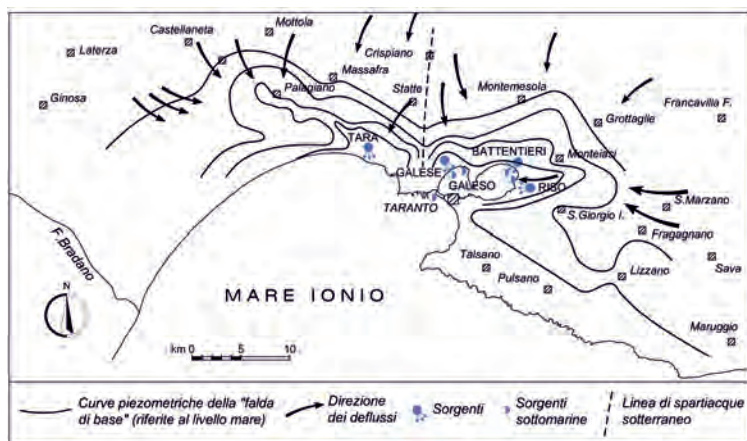 Mottola
Castellaneta
Crispiano
Laterza
Massafra
Montemesola
Palagiano
Statte
Ginosa
Francavilla F.
Grottaglie
TARA
BATTENTIERI
Monteiasi
GALESE
GALESO
RISO
S.Marzano
TARANTO
S.Giorgio I.
Fragagnano
F.Bradano
Talsano
Sava
Lizzano
Pulsano
MARE IONIO
N
Maruggio
km 0 5 10
Curve piezometriche della "falda
di base" (riferite al livello mare)
Direzione
dei deflussi
Sorgenti
Sorgenti
sottomarine
Linea di spartiacque
sotterraneo